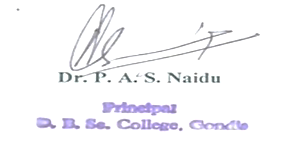 Dr. P. A. S. Naidu
Principal
D. B. Sc. College, Gondia